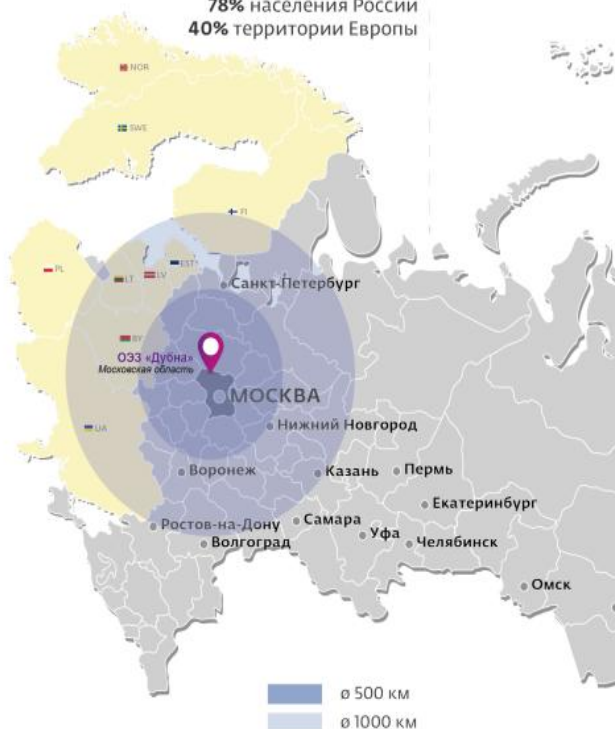 78% населения России
40% территории Европы
NOR
SWE
FI
EST
LV
LT
PL
Санкт-Петербург
BY
ОЭЗ «Дубна»
Московская область
МОСКВА
UA
Нижний Новгород
Воронеж
Казань
Пермь
Екатеринбург
Ростов-на-Дону
Самара
Уфа
Волгоград
Челябинск
Омск
ø 500 км
ø 1000 км